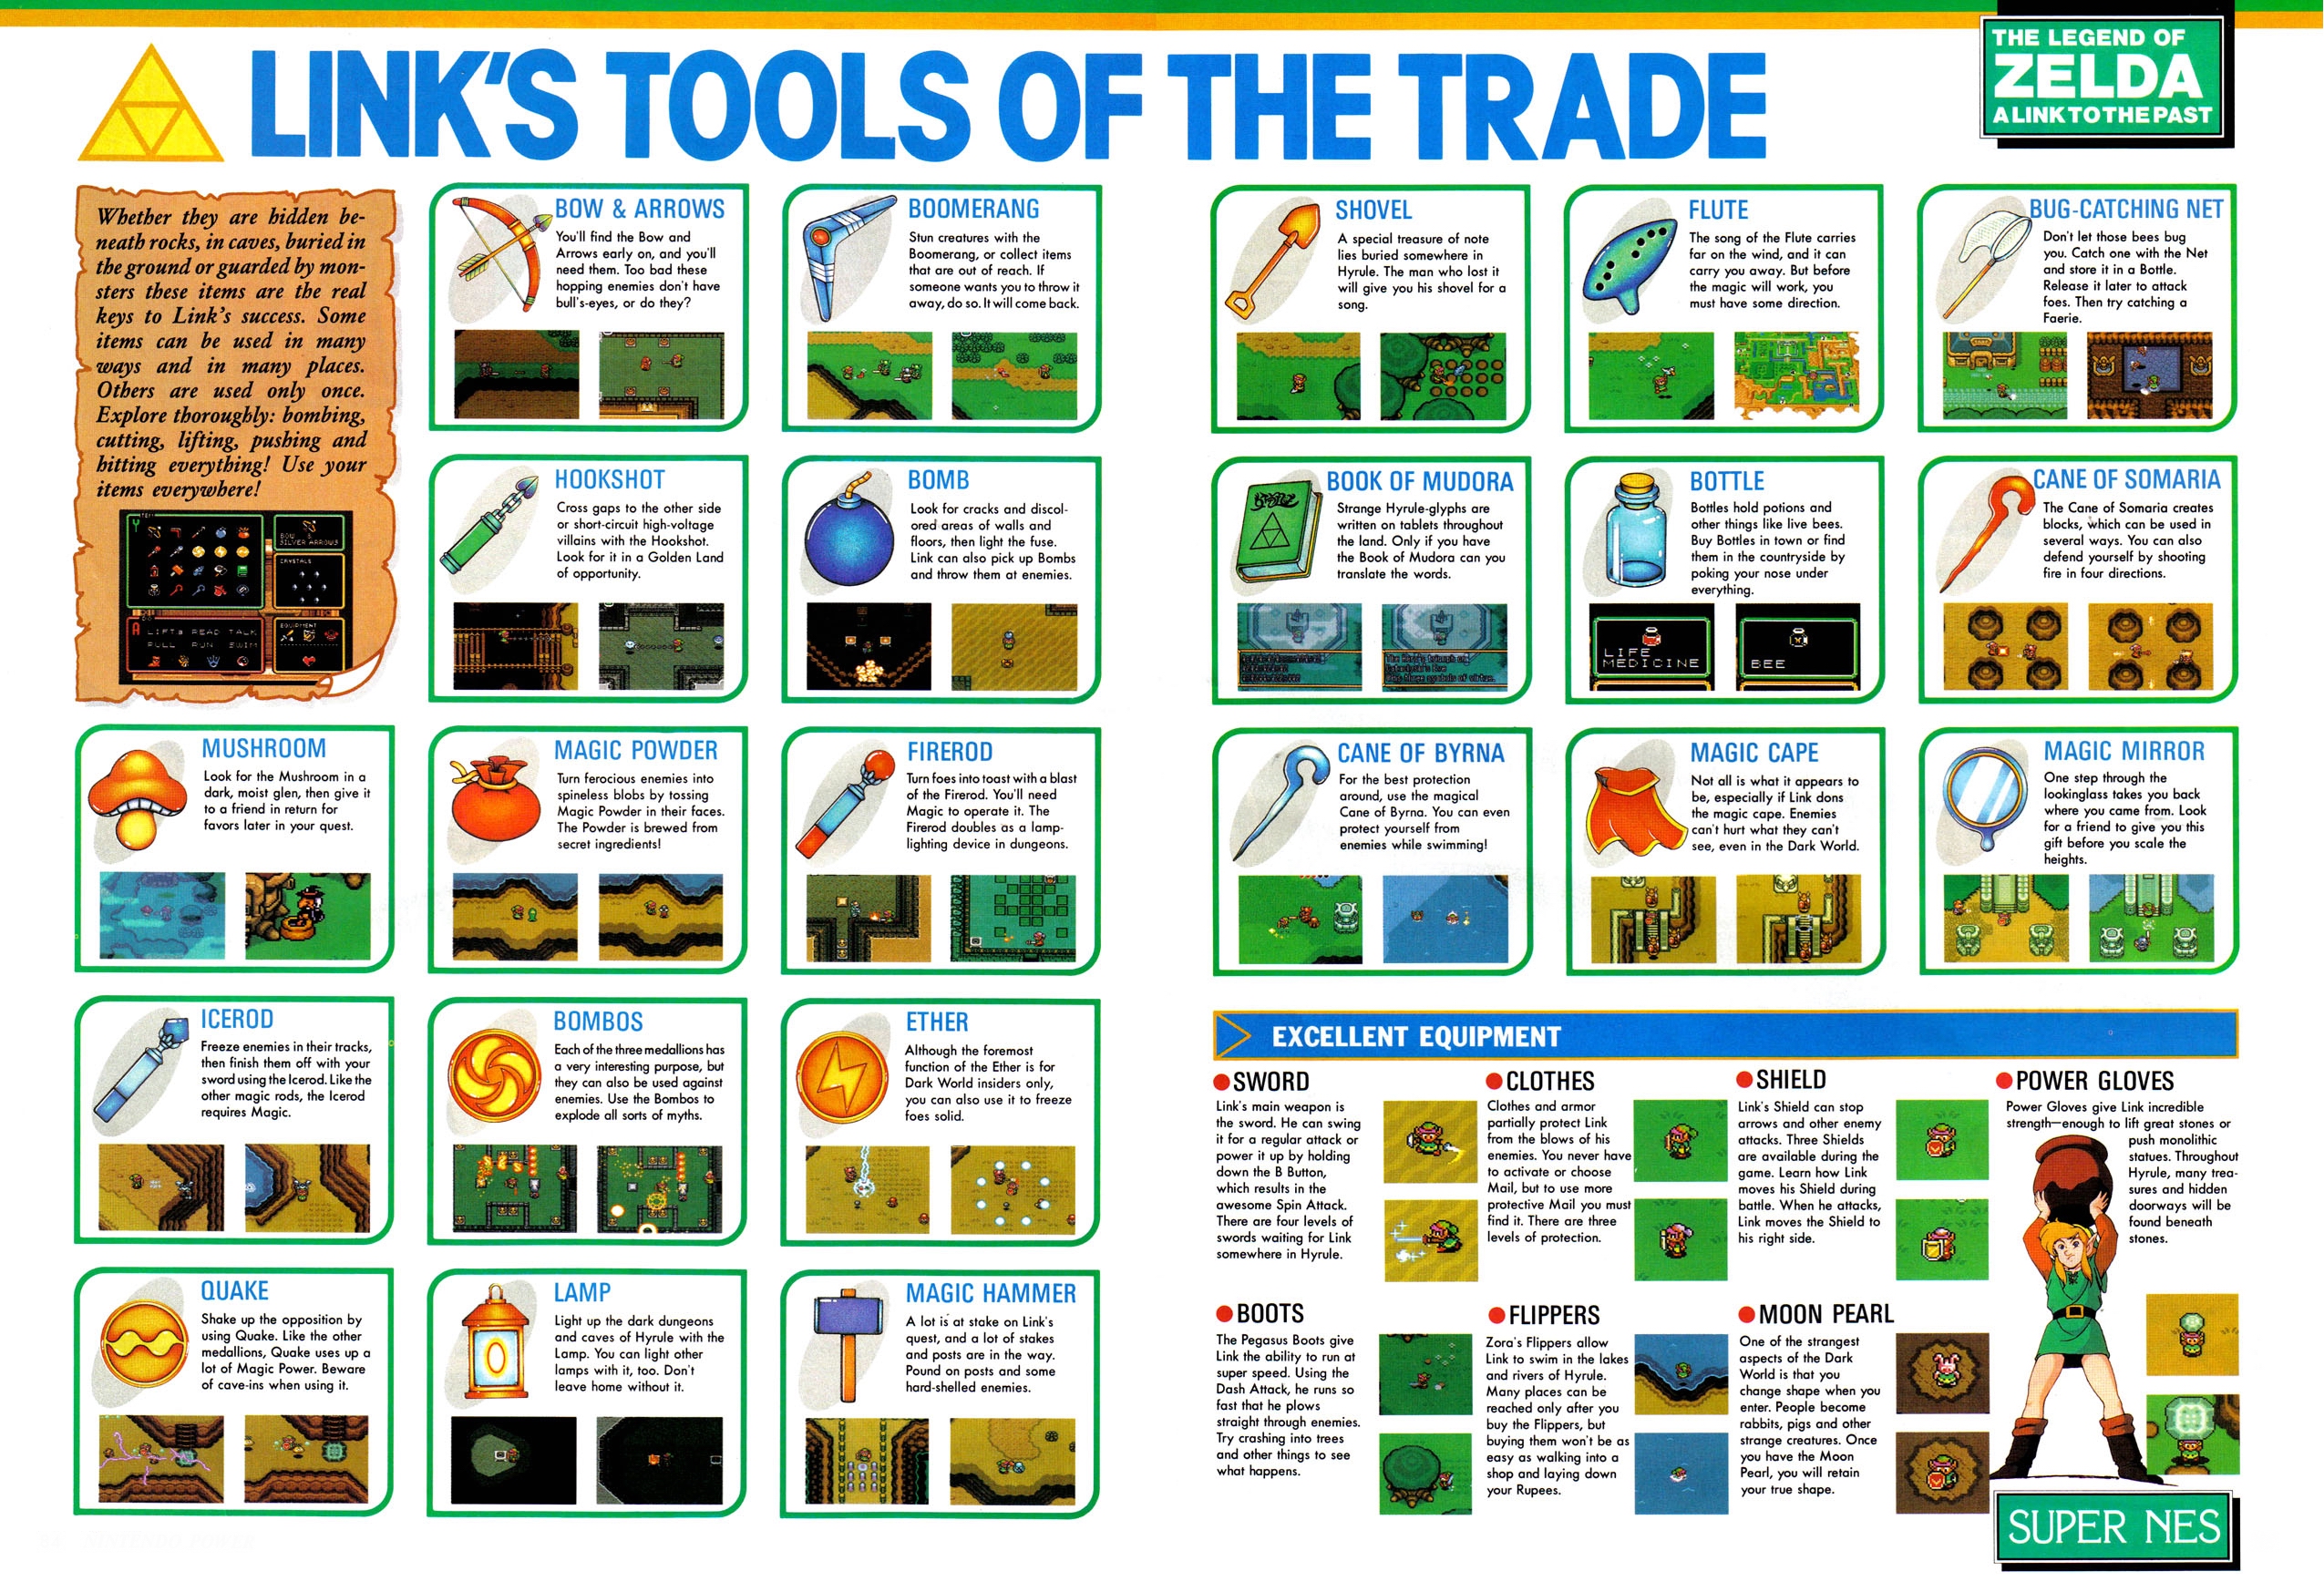 LINK'S TOOLS OF THE TRADE
THE LEGEND OF
ZELDA
A LINK TO THE PAST
Whether they are hidden be-
neath rocks, in caves, buried in
the ground or guarded by mon-
sters these items are the real
keys to Link's success. Some
items can be used in many
ways and in many places.
Others are used only once.
Explore thoroughly: bombing,
cutting, lifting, pushing and
hitting everything! Use your
items everywhere!
BOW &
SILVER ARROWS
CRYSTALS
EQUIPMENT
LIFT READ TALK
PULL RUN SWIM
BOW & ARROWS
You'll find the Bow and
Arrows early on, and you'll
need them. Too bad these
hopping enemies don't have
bull's-eyes, or do they?
BOOMERANG
Stun creatures with the
Boomerang, or collect items
that are out of reach. If
someone wants you to throw it
away, do so. It will come back.
HOOKSHOT
Cross gaps to the other side
or short-circuit high-voltage
villains with the Hookshot.
Look for it in a Golden Land
of opportunity.
BOMB
Look for cracks and discol-
ored areas of walls and
floors, then light the fuse.
Link can also pick up Bombs
and throw them at enemies.
MUSHROOM
Look for the Mushroom in a
dark, moist glen, then give it
to a friend in return for
favors later in your quest.
MAGIC POWDER
Turn ferocious enemies into
spineless blobs by tossing
Magic Powder in their faces.
The Powder is brewed from
secret ingredients!
FIREROD
Turn foes into toast with a blast
of the Firerod. You'll need
Magic to operate it. The
Firerod doubles as a lamp-
lighting device in dungeons.
ICEROD
Freeze enemies in their tracks,
then finish them off with your
sword using the Icerod. Like the
other magic rods, the Icerod
requires Magic.
BOMBOS
Each of the three medallions has
a very interesting purpose, but
they can also be used against
enemies. Use the Bombos to
explode all sorts of myths.
ETHER
Although the foremost
function of the Ether is for
Dark World insiders only,
you can also use it to freeze
foes solid.
QUAKE
Shake up the opposition by
using Quake. Like the other
medallions, Quake uses up a
lot of Magic Power. Beware
of cave-ins when using it.
LAMP
Light up the dark dungeons
and caves of Hyrule with the
Lamp. You can light other
lamps with it, too. Don't
leave home without it.
MAGIC HAMMER
A lot is at stake on Link's
quest, and a lot of stakes
and posts are in the way.
Pound on posts and some
hard-shelled enemies.
SHOVEL
A special treasure of note
lies buried somewhere in
Hyrule. The man who lost it
will give you his shovel for a
song.
FLUTE
The song of the Flute carries
far on the wind, and it can
carry you away. But before
the magic will work, you
must have some direction.
BUG-CATCHING NET
Don't let those bees bug
you. Catch one with the Net
and store it in a Bottle.
Release it later to attack
foes. Then try catching a
Faerie.
BOOK OF MUDORA
Strange Hyrule-glyphs are
written on tablets throughout
the land. Only if you have
the Book of Mudora can you
translate the words.
BOTTLE
Bottles hold potions and
other things like live bees.
Buy Bottles in town or find
them in the countryside by
poking your nose under
everything.
LIFE
MEDICINE
BEE
CANE OF SOMARIA
The Cane of Somaria creates
blocks, which can be used in
several ways. You can also
defend yourself by shooting
fire in four directions.
CANE OF BYRNA
For the best protection
around, use the magical
Cane of Byrna. You can even
protect yourself from
enemies while swimming!
MAGIC CAPE
Not all is what it appears to
be, especially if Link dons
the magic cape. Enemies
can't hurt what they can't
see, even in the Dark World.
MAGIC MIRROR
One step through the
lookinglass takes you back
where you came from. Look
for a friend to give you this
gift before you scale the
heights.
EXCELLENT EQUIPMENT
SWORD
Link's main weapon is
the sword. He can swing
it for a regular attack or
power it up by holding
down the B Button,
which results in the
awesome Spin Attack.
There are four levels of
swords waiting for Link
somewhere in Hyrule.
CLOTHES
Clothes and armor
partially protect Link
from the blows of his
enemies. You never have
to activate or choose
Mail, but to use more
protective Mail you must
find it. There are three
levels of protection.
SHIELD
Link's Shield can stop
arrows and other enemy
attacks. Three Shields
are available during the
game. Learn how Link
moves his Shield during
battle. When he attacks,
Link moves the Shield to
his right side.
POWER GLOVES
Power Gloves give Link incredible
strength—enough to lift great stones or
push monolithic
statues. Throughout
Hyrule, many trea-
sures and hidden
doorways will be
found beneath
stones.
BOOTS
The Pegasus Boots give
Link the ability to run at
super speed. Using the
Dash Attack, he runs so
fast that he plows
straight through enemies.
Try crashing into trees
and other things to see
what happens.
FLIPPERS
Zora's Flippers allow
Link to swim in the lakes
and rivers of Hyrule.
Many places can be
reached only after you
buy the Flippers, but
buying them won't be as
easy as walking into a
shop and laying down
your Rupees.
MOON PEARL
One of the strangest
aspects of the Dark
World is that you
change shape when you
enter. People become
rabbits, pigs and other
strange creatures. Once
you have the Moon
Pearl, you will retain
your true shape.
SUPER NES